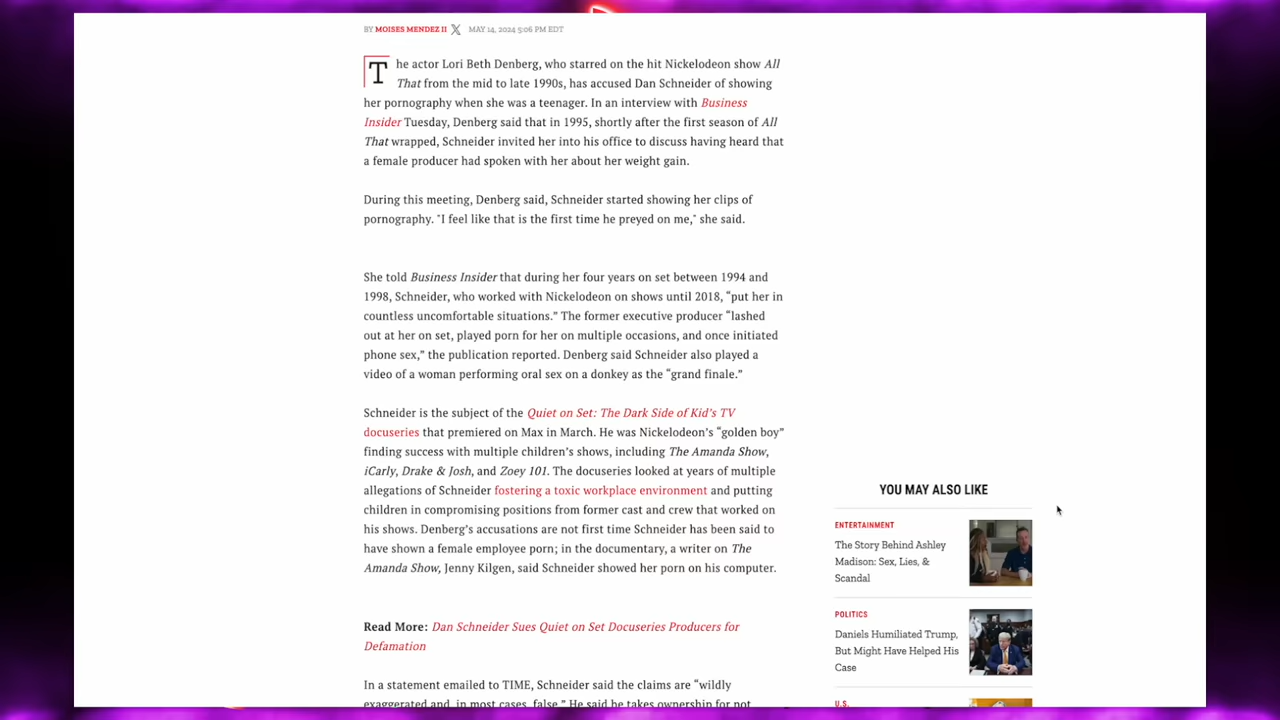 BY MOISES MENDEZ II X MAY 14, 2024 5:06 PM EDT
The actor Lori Beth Denberg, who starred on the hit Nickelodeon show All
That from the mid to late 1990s, has accused Dan Schneider of showing
her pornography when she was a teenager. In an interview with Business
Insider Tuesday, Denberg said that in 1995, shortly after the first season of All
That wrapped, Schneider invited her into his office to discuss having heard that
a female producer had spoken with her about her weight gain.
During this meeting, Denberg said, Schneider started showing her clips of
pornography. "I feel like that is the first time he preyed on me," she said.
She told Business Insider that during her four years on set between 1994 and
1998, Schneider, who worked with Nickelodeon on shows until 2018, “put her in
countless uncomfortable situations.” The former executive producer “lashed
out at her on set, played porn for her on multiple occasions, and once initiated
phone sex,” the publication reported. Denberg said Schneider also played a
video of a woman performing oral sex on a donkey as the “grand finale.”
Schneider is the subject of the Quiet on Set: The Dark Side of Kid’s TV
docuseries that premiered on Max in March. He was Nickelodeon’s “golden boy”
finding success with multiple children’s shows, including The Amanda Show,
iCarly, Drake & Josh, and Zoey 101. The docuseries looked at years of multiple
allegations of Schneider fostering a toxic workplace environment and putting
children in compromising positions from former cast and crew that worked on
his shows. Denberg’s accusations are not first time Schneider has been said to
have shown a female employee porn; in the documentary, a writer on The
Amanda Show, Jenny Kilgen, said Schneider showed her porn on his computer.
Read More: Dan Schneider Sues Quiet on Set Docuseries Producers for
Defamation
In a statement emailed to TIME, Schneider said the claims are “wildly
exaggerated and, in most cases, false.” He said he takes ownership for not
YOU MAY ALSO LIKE
ENTERTAINMENT
The Story Behind Ashley
Madison: Sex, Lies, &
Scandal
POLITICS
Daniels Humiliated Trump,
But Might Have Helped His
Case
U.S.